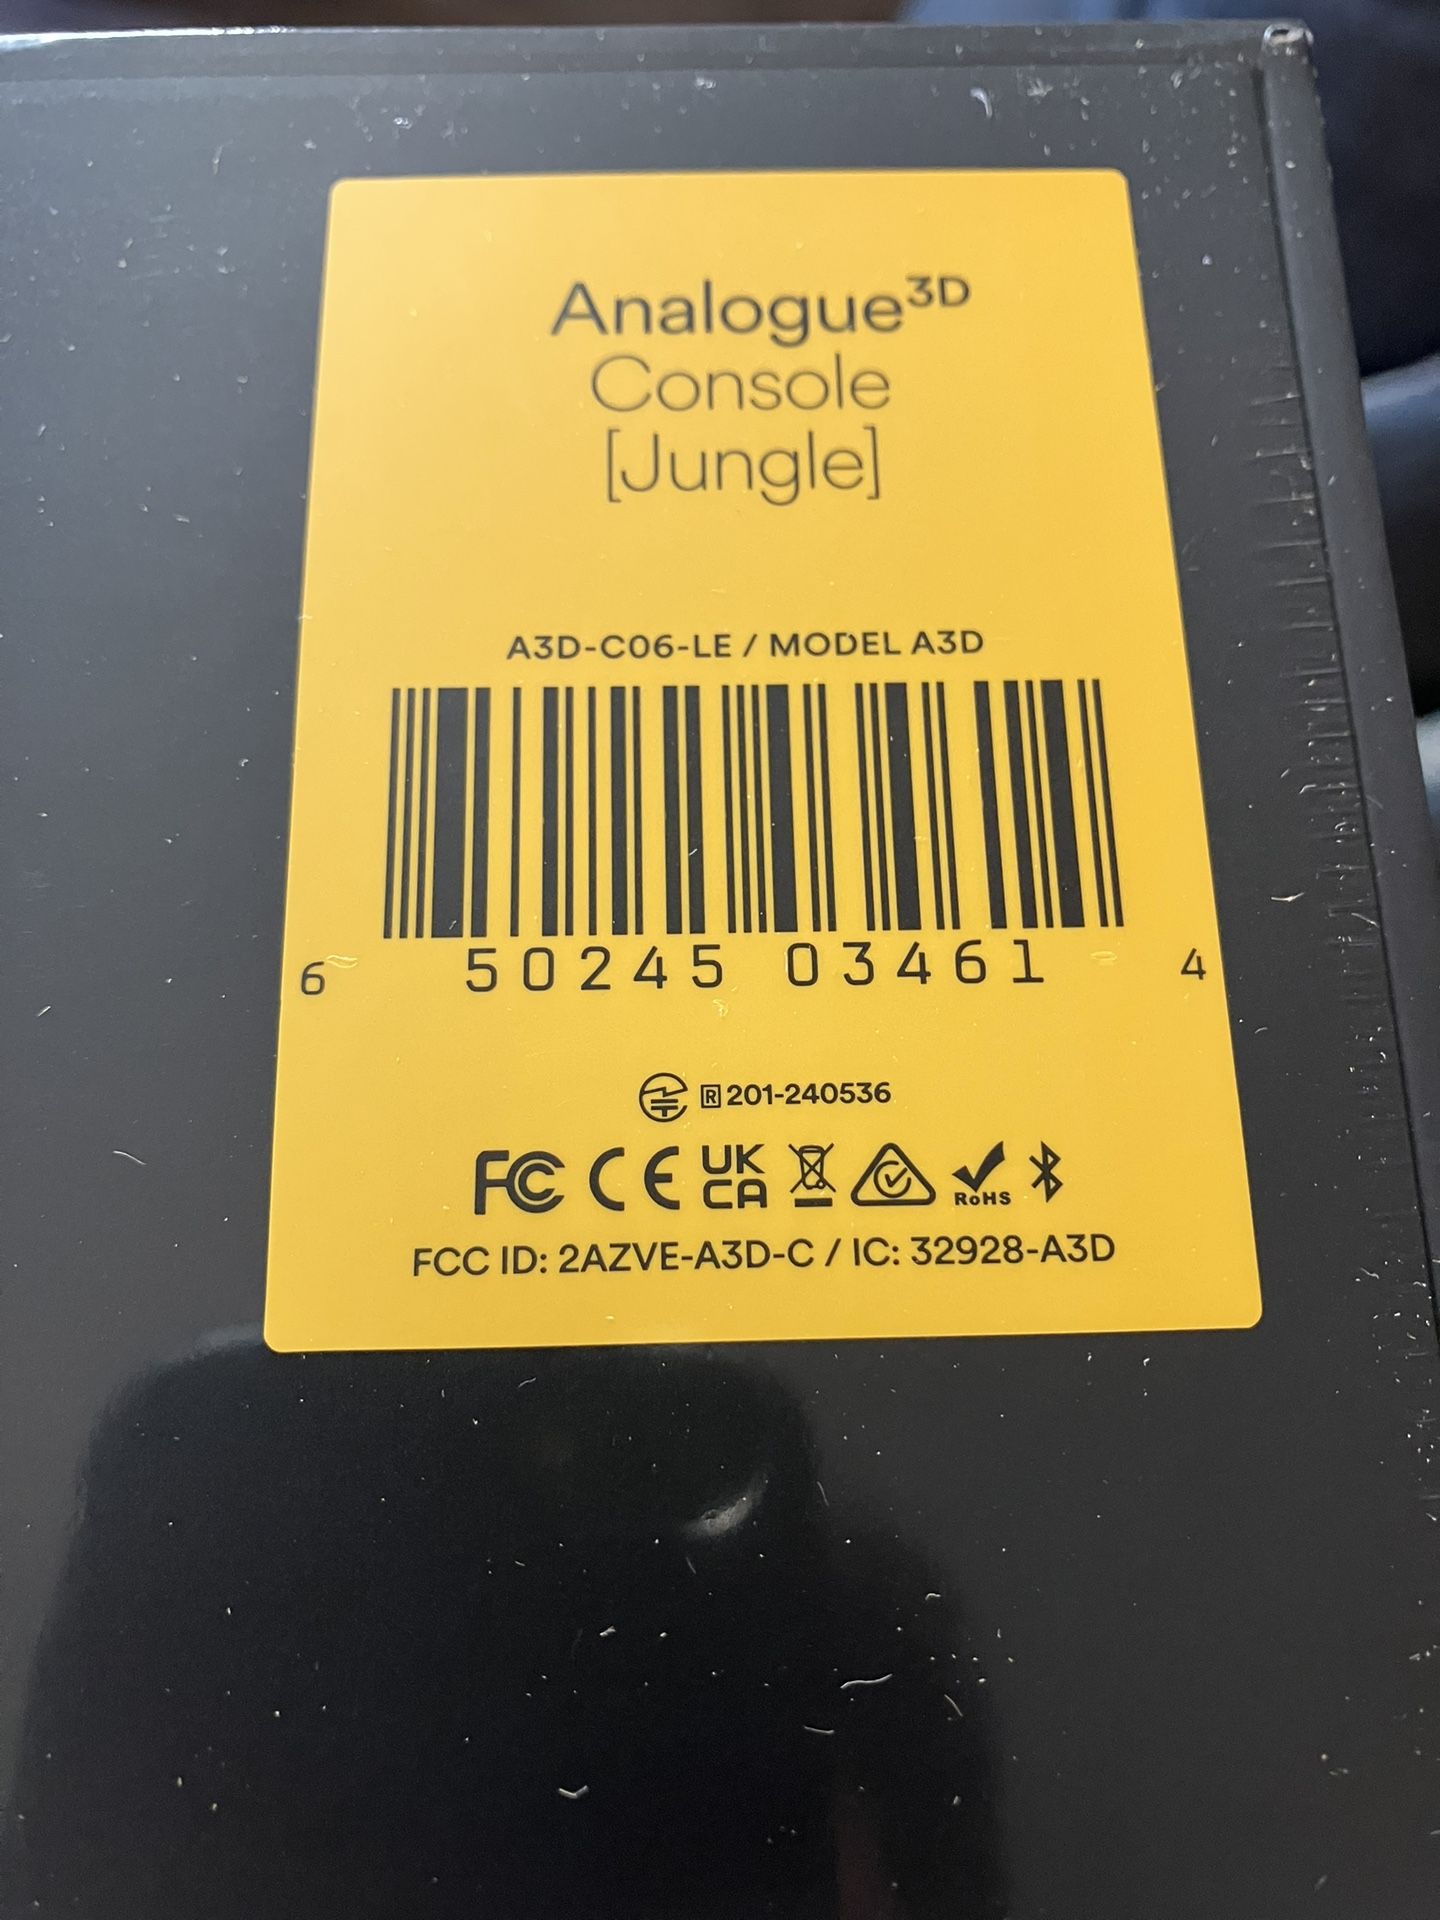 Analogue3D
Console
[Jungle]
A3D-C06-LE / MODEL A3D
6 50245 03461 4
R 201-240536
FC CE UK CA RoHS
FCC ID: 2AZVE-A3D-C / IC: 32928-A3D